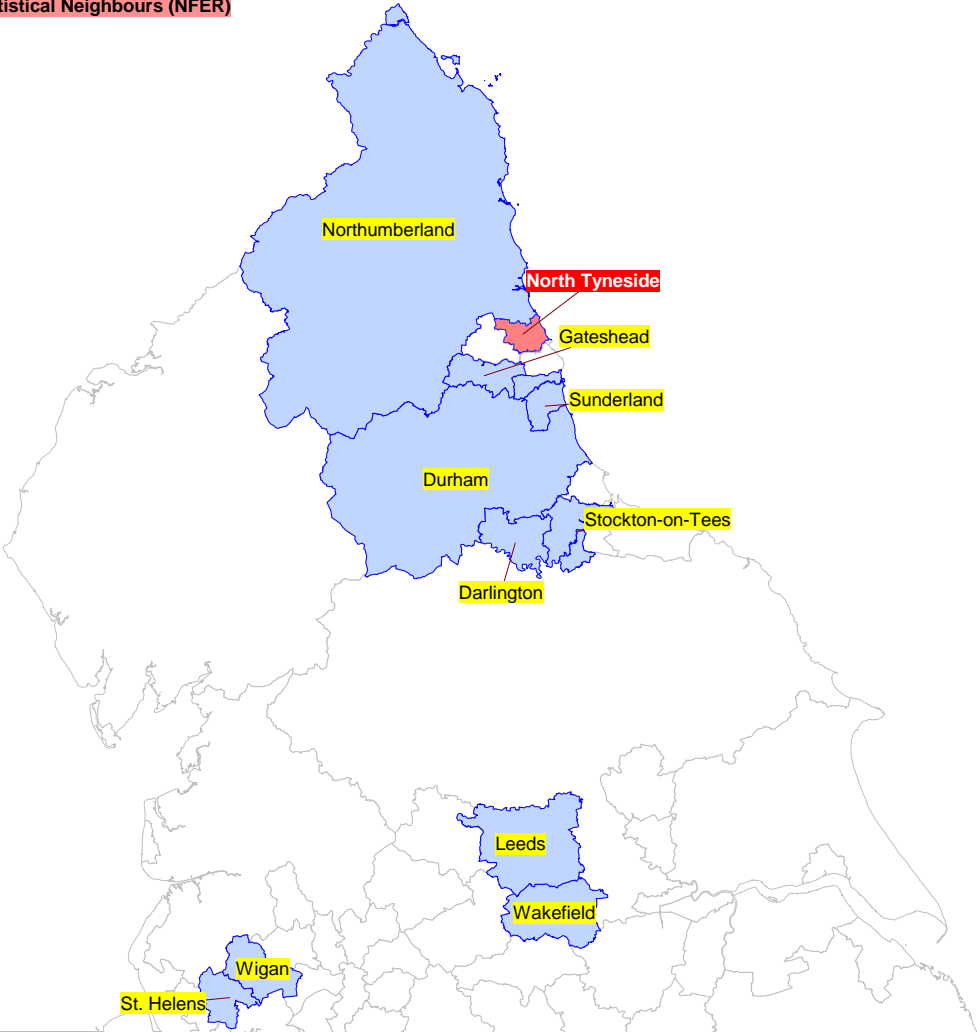 tistical Neighbours (NFER)
Northumberland
North Tyneside
Gateshead
Sunderland
Durham
Stockton-on-Tees
Darlington
Leeds
Wakefield
Wigan
St. Helens